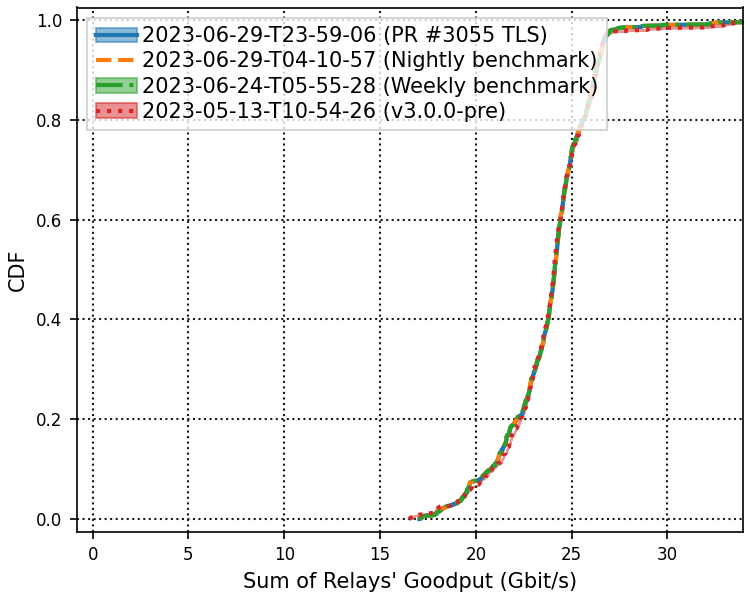 2023-06-29-T23-59-06 (PR #3055 TLS)
2023-06-29-T04-10-57 (Nightly benchmark)
2023-06-24-T05-55-28 (Weekly benchmark)
2023-05-13-T10-54-26 (v3.0.0-pre)
1.0
0.8
0.6
0.4
0.2
0.0
CDF
0 5 10 15 20 25 30
Sum of Relays' Goodput (Gbit/s)